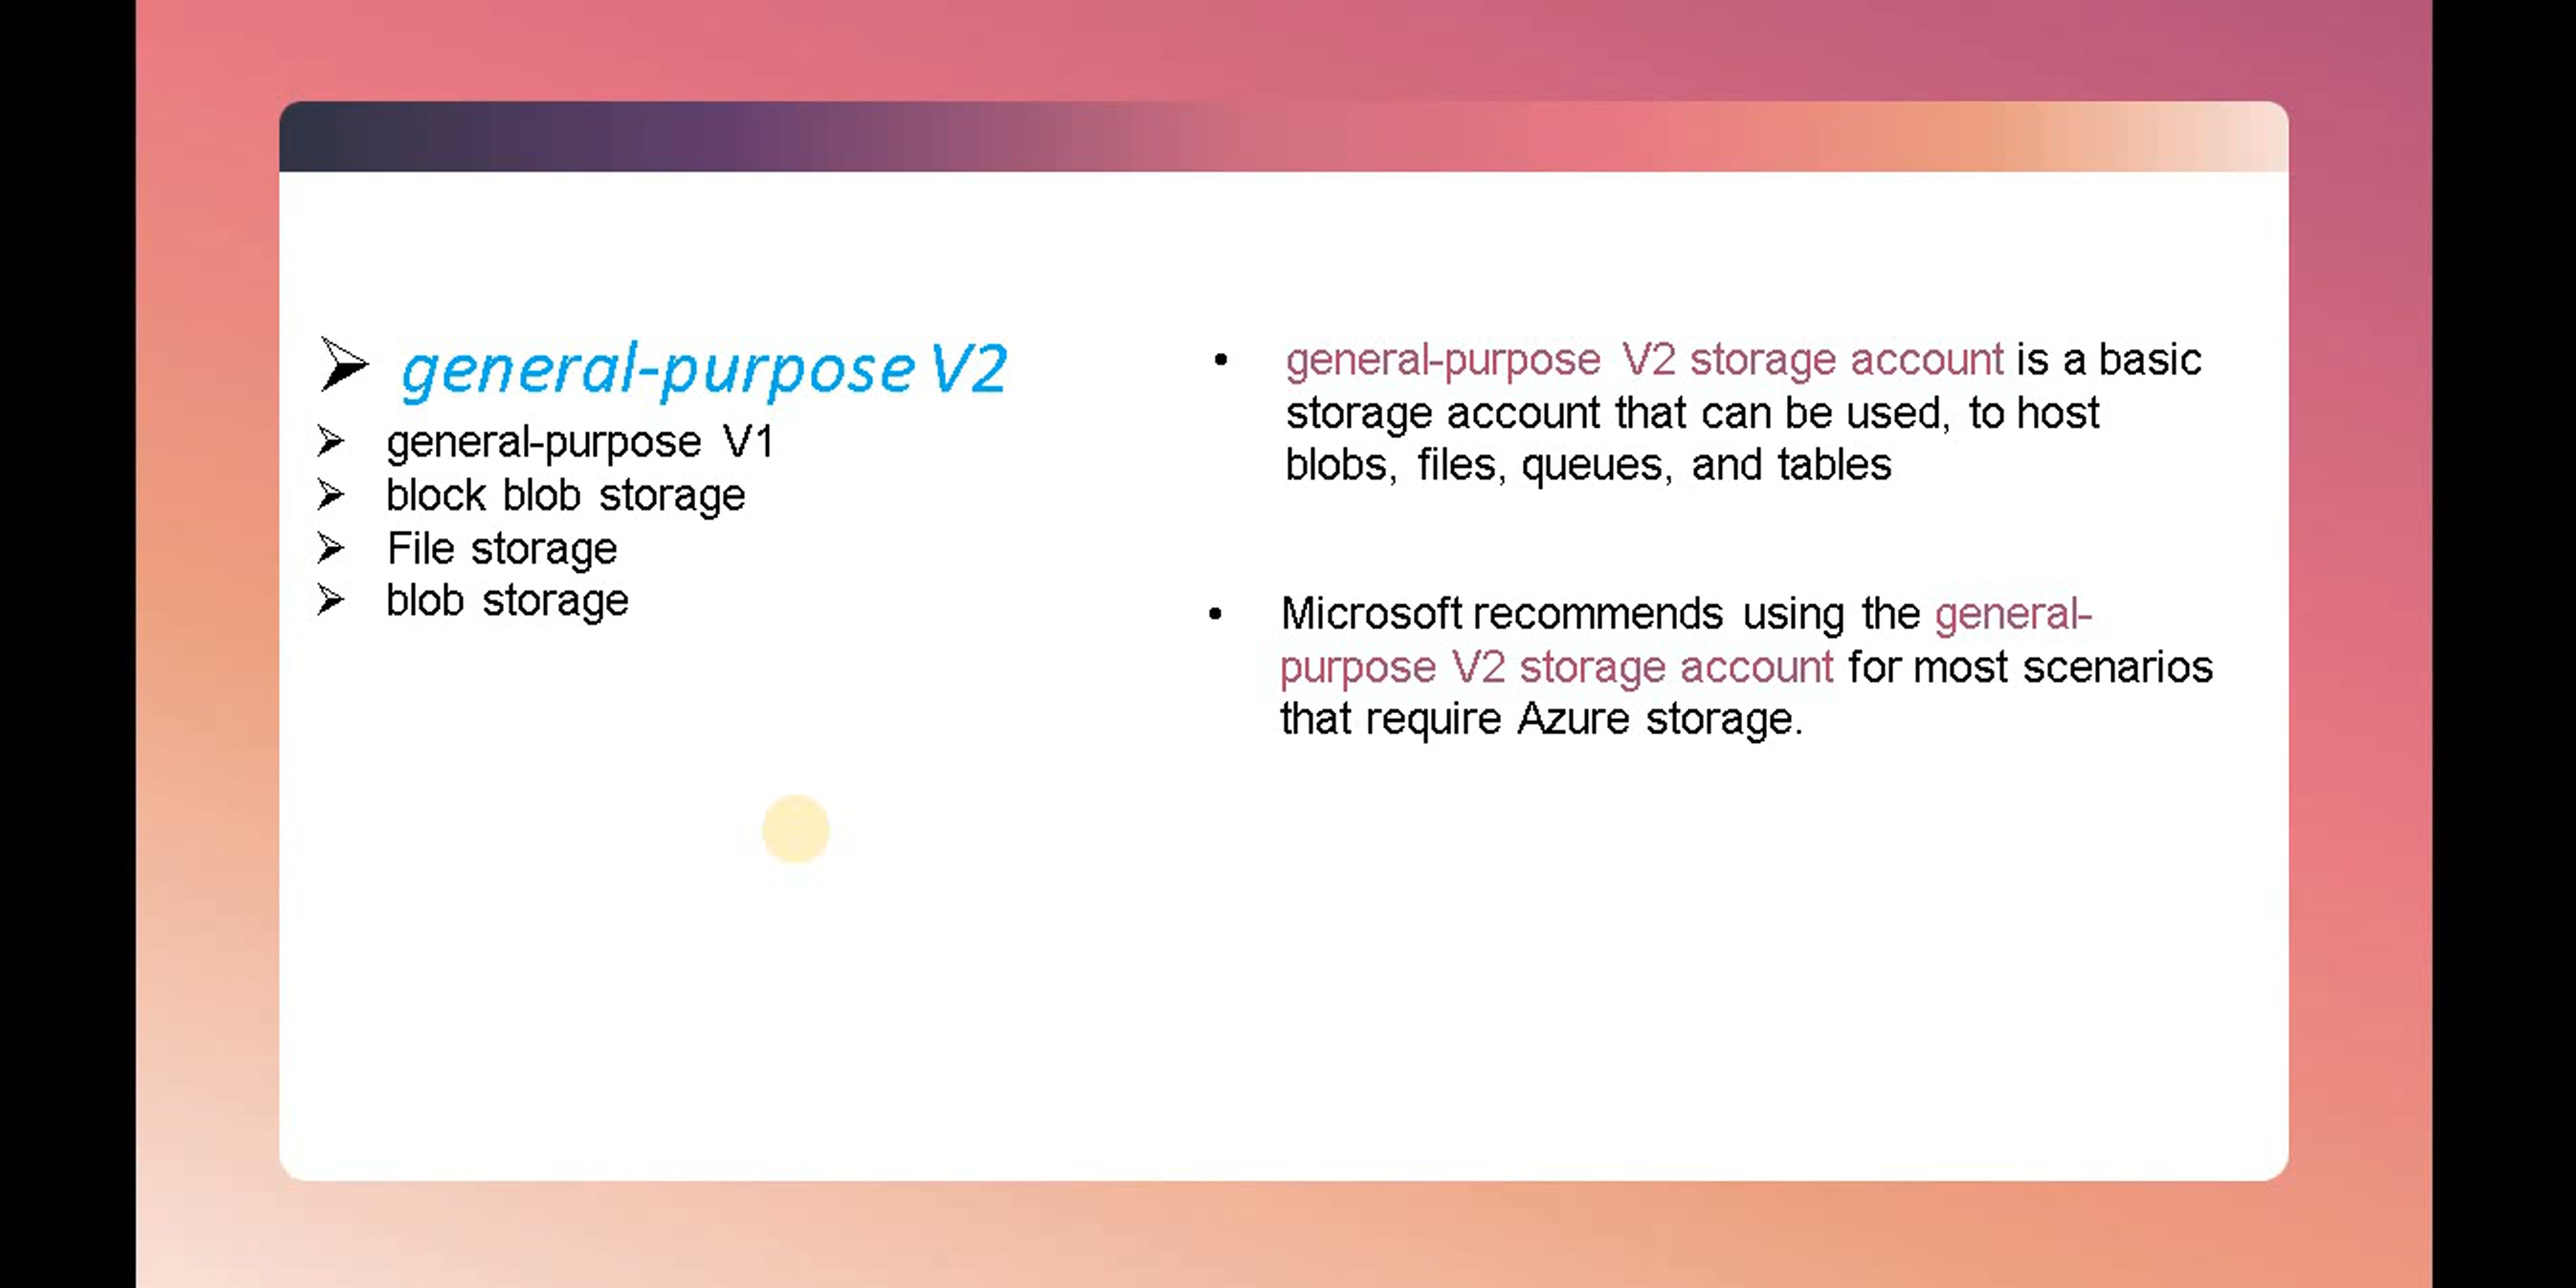 general-purpose V2
general-purpose V1
block blob storage
File storage
blob storage
general-purpose V2 storage account is a basic
storage account that can be used, to host
blobs, files, queues, and tables
Microsoft recommends using the general-
purpose V2 storage account for most scenarios
that require Azure storage.